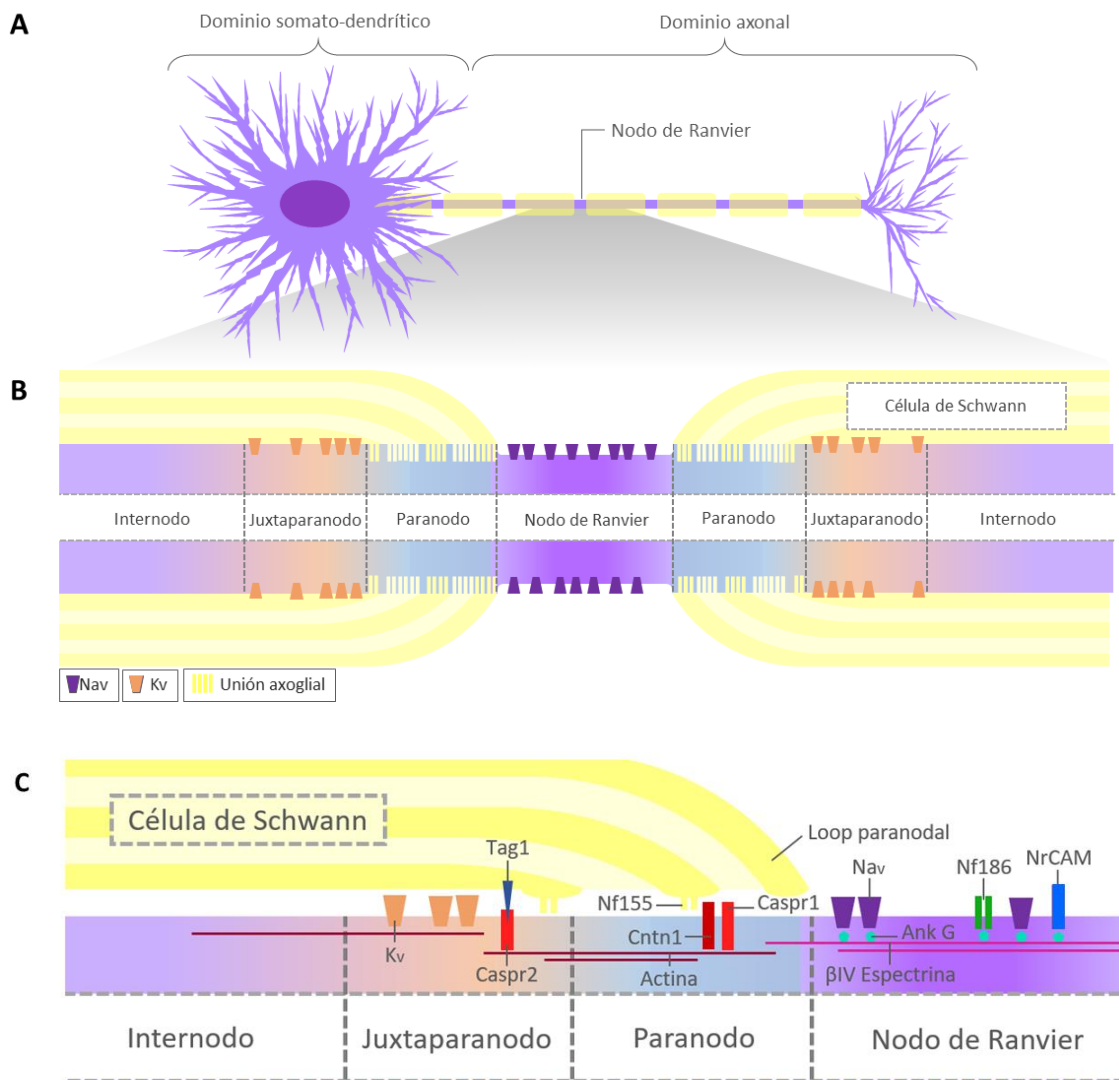 A
Dominio somato-dendrítico
Dominio axonal
Nodo de Ranvier
B
Célula de Schwann
Internodo
Juxtaparanodo
Paranodo
Nodo de Ranvier
Paranodo
Juxtaparanodo
Internodo
Nav
Kv
Unión axoglial
C
Célula de Schwann
Tag1
Loop paranodal
NrCAM
Nav
Nf186
Nf155
Caspr1
Cntn1
Ank G
Kv
Caspr2
Actina
βIV Espectrina
Internodo
Juxtaparanodo
Paranodo
Nodo de Ranvier